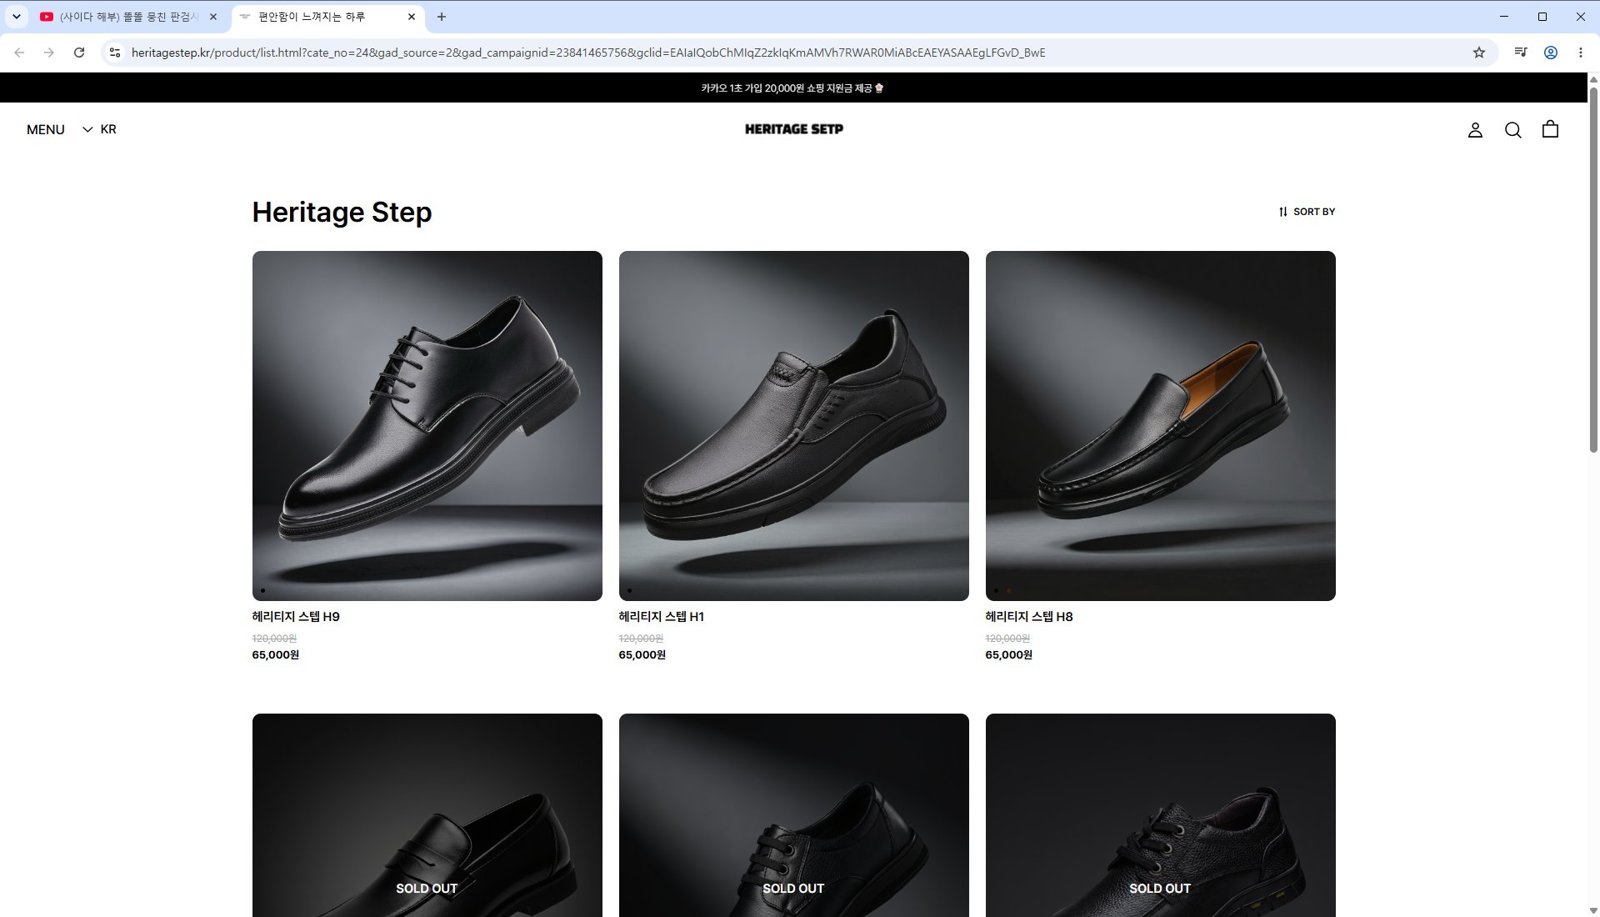 (사이다 해부) 똘똘 뭉친 판검사
편안함이 느껴지는 하루
heritagestep.kr/product/list.html?cate_no=24&gad_source=2&gad_campaignid=23841465756&gclid=EAIaIQobChMIqZ2zkIqKmAMVh7RWAR0MiABcEAEYASAAEgLFGvD_BwE
카카오 1초 가입 20,000원 쇼핑 지원금 제공
MENU KR
HERITAGE SETP
Heritage Step
SORT BY
헤리티지 스텝 H9
120,000원
65,000원
헤리티지 스텝 H1
120,000원
65,000원
헤리티지 스텝 H8
120,000원
65,000원
SOLD OUT
SOLD OUT
SOLD OUT